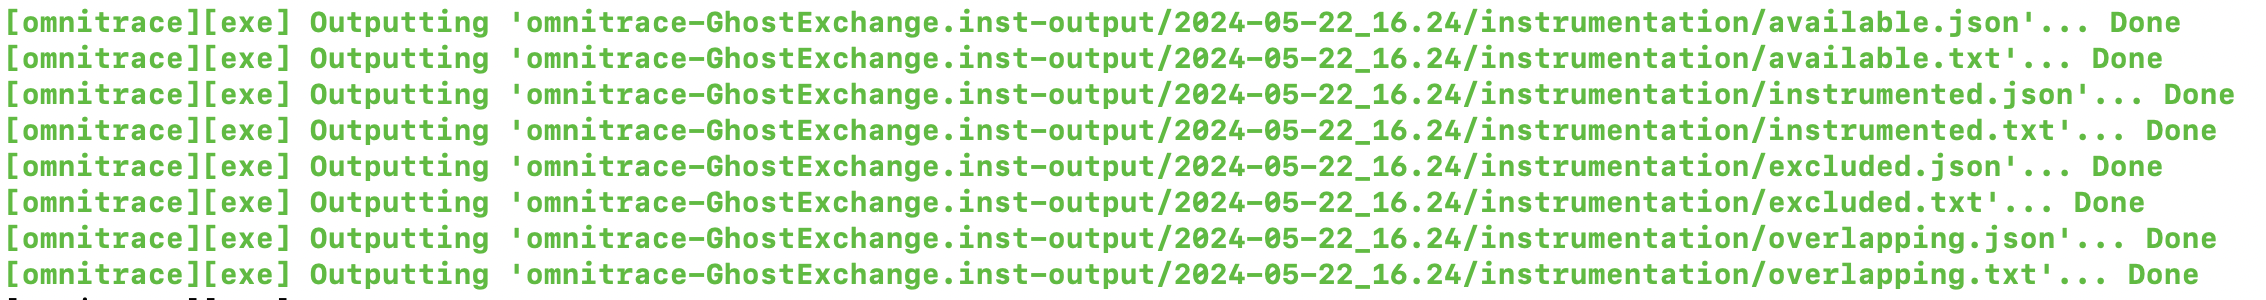 [omnitrace][exe] Outputting 'omnitrace-GhostExchange.inst-output/2024-05-22_16.24/instrumentation/available.json'... Done
[omnitrace][exe] Outputting 'omnitrace-GhostExchange.inst-output/2024-05-22_16.24/instrumentation/available.txt'... Done
[omnitrace][exe] Outputting 'omnitrace-GhostExchange.inst-output/2024-05-22_16.24/instrumentation/instrumented.json'... Done
[omnitrace][exe] Outputting 'omnitrace-GhostExchange.inst-output/2024-05-22_16.24/instrumentation/instrumented.txt'... Done
[omnitrace][exe] Outputting 'omnitrace-GhostExchange.inst-output/2024-05-22_16.24/instrumentation/excluded.json'... Done
[omnitrace][exe] Outputting 'omnitrace-GhostExchange.inst-output/2024-05-22_16.24/instrumentation/excluded.txt'... Done
[omnitrace][exe] Outputting 'omnitrace-GhostExchange.inst-output/2024-05-22_16.24/instrumentation/overlapping.json'... Done
[omnitrace][exe] Outputting 'omnitrace-GhostExchange.inst-output/2024-05-22_16.24/instrumentation/overlapping.txt'... Done